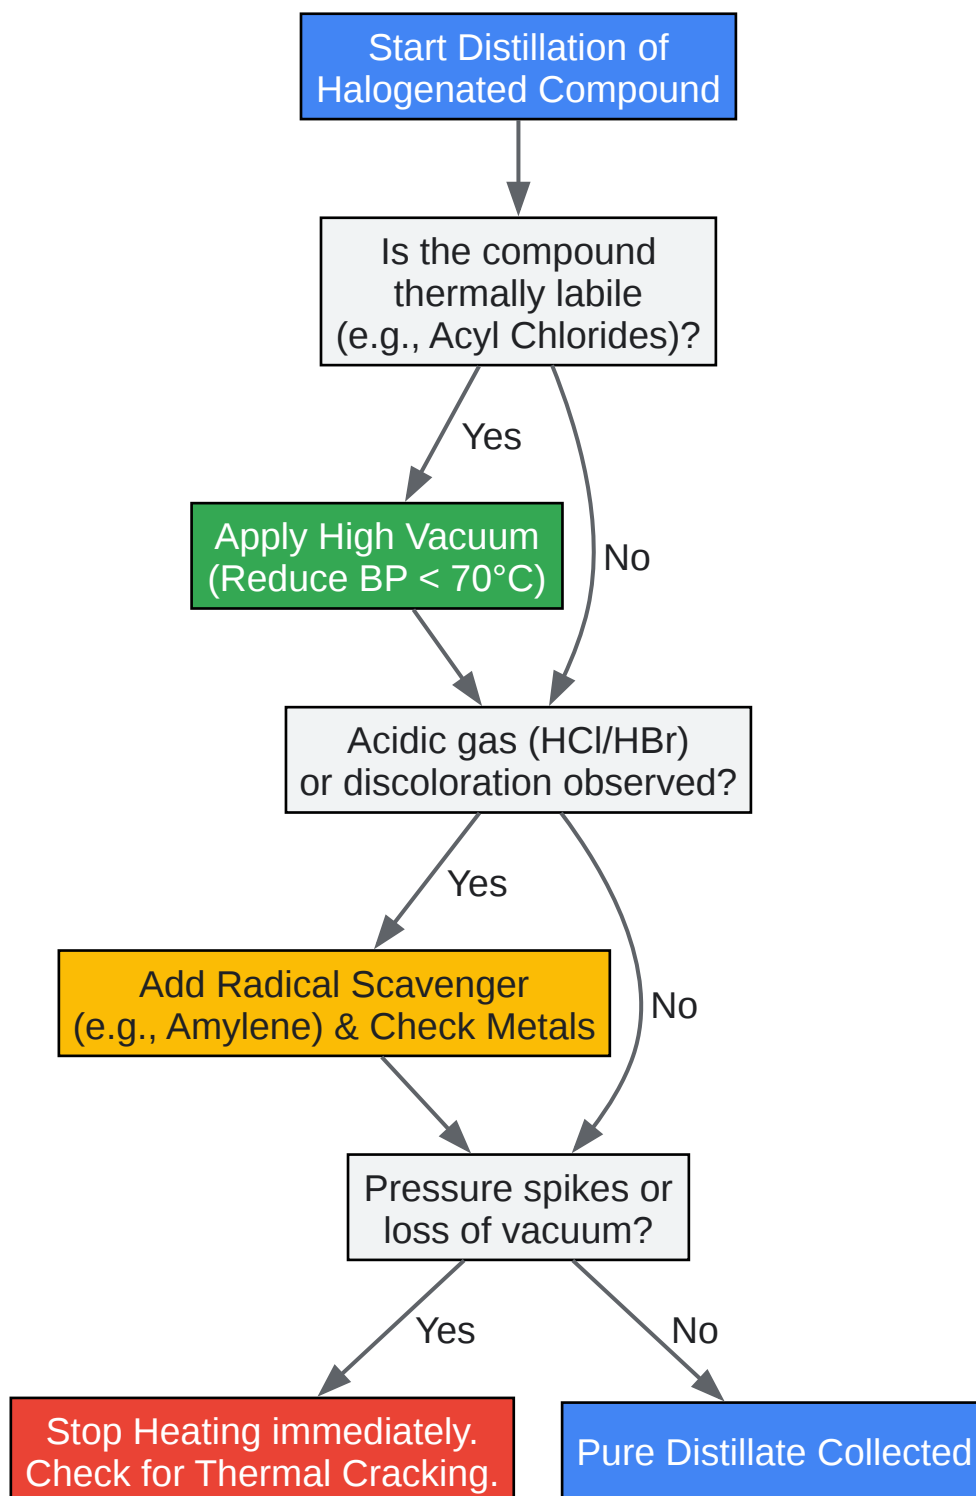 Start Distillation of
Halogenated Compound
Is the compound
thermally labile
(e.g., Acyl Chlorides)?
Yes
No
Apply High Vacuum
(Reduce BP < 70°C)
Acidic gas (HCl/HBr)
or discoloration observed?
Yes
No
Add Radical Scavenger
(e.g., Amylene) & Check Metals
Pressure spikes or
loss of vacuum?
Yes
No
Stop Heating immediately.
Check for Thermal Cracking.
Pure Distillate Collected